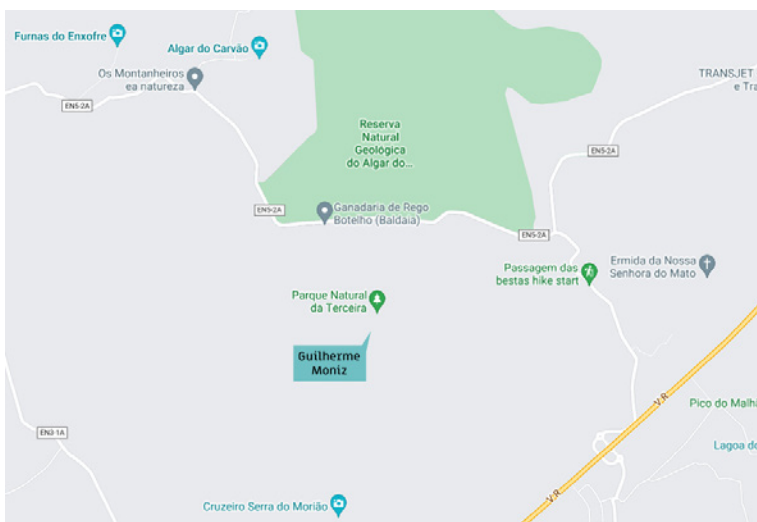 Furnas do Enxofre
Algar do Carvão
Os Montanheiros
ea natureza
TRANSJET
e Tra
EN5-2A
Reserva
Natural
Geológica
do Algar do...
EN5-2A
EN5-2A
Ganadaria de Rego
Botelho (Baldaia)
EN5-2A
Passagem das
bestas hike start
Ermida da Nossa
Senhora do Mato
Parque Natural
da Terceira
Guilherme
Moniz
V.R
Pico do Malha
EN3-1A
Lagoa do
V.R
Cruzeiro Serra do Morião